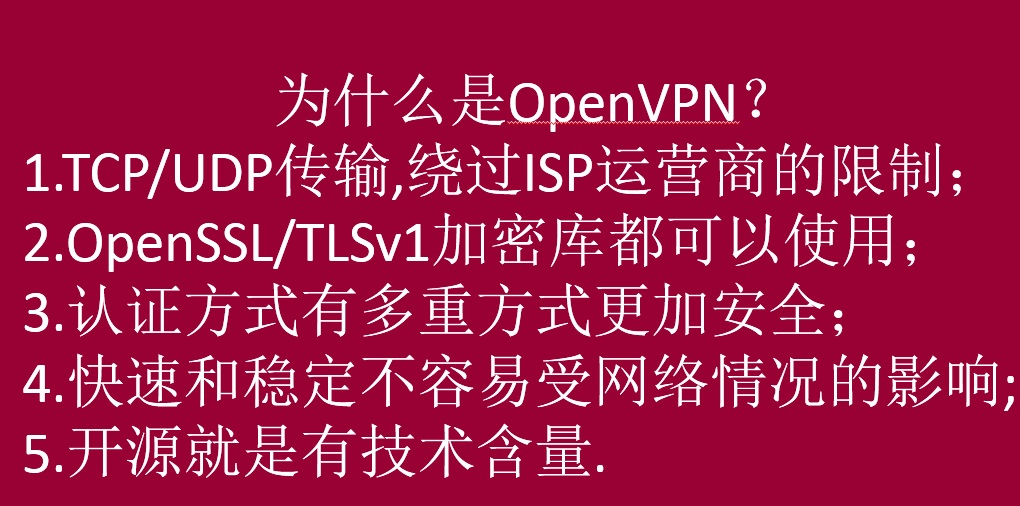 为什么是OpenVPN？
1.TCP/UDP传输,绕过ISP运营商的限制；
2.OpenSSL/TLSv1加密库都可以使用；
3.认证方式有多重方式更加安全；
4.快速和稳定不容易受网络情况的影响;
5.开源就是有技术含量.